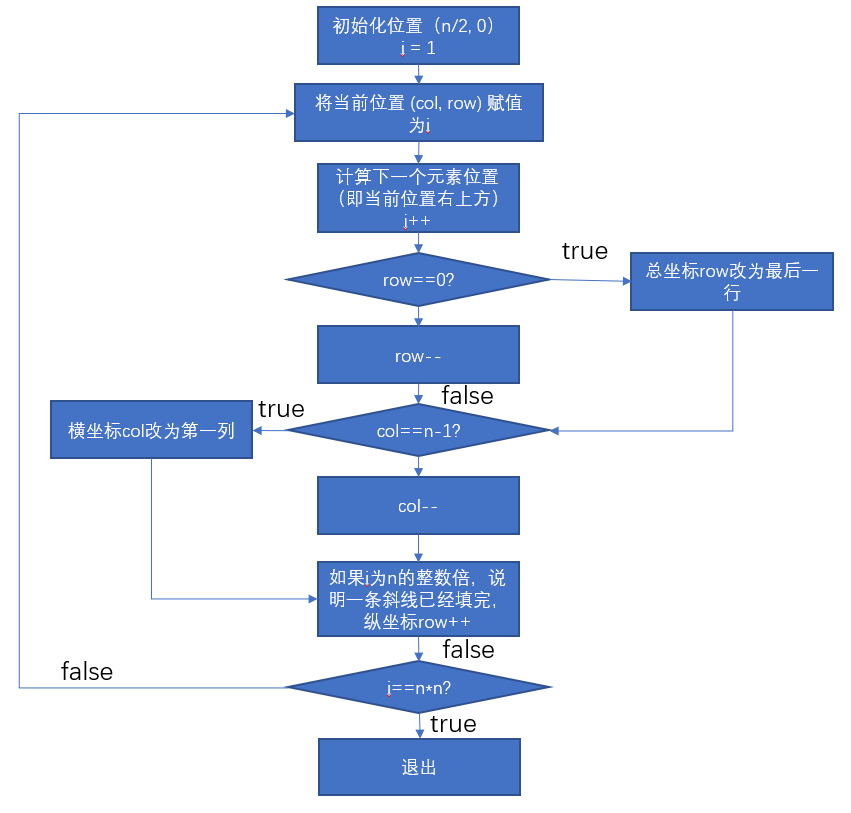 初始化位置（n/2, 0）
i = 1
将当前位置 (col, row) 赋值
为i
计算下一个元素位置
（即当前位置右上方）
i++
true
row==0?
总坐标row改为最后一
行
row--
false
true
横坐标col改为第一列
col==n-1?
col--
如果i为n的整数倍，说
明一条斜线已经填完，
纵坐标row++
false
false
i==n*n?
true
退出